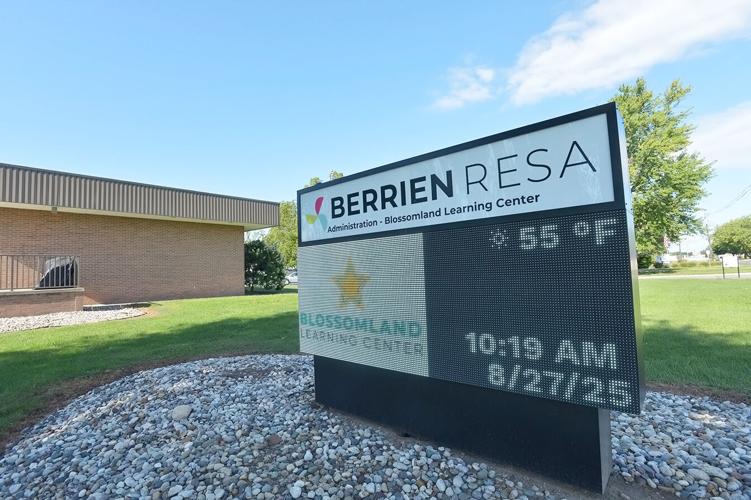 BERRIEN RESA
Administration - Blossomland Learning Center
55 °F
BLOSSOMLAND
LEARNING CENTER
10:19 AM
8/27/25